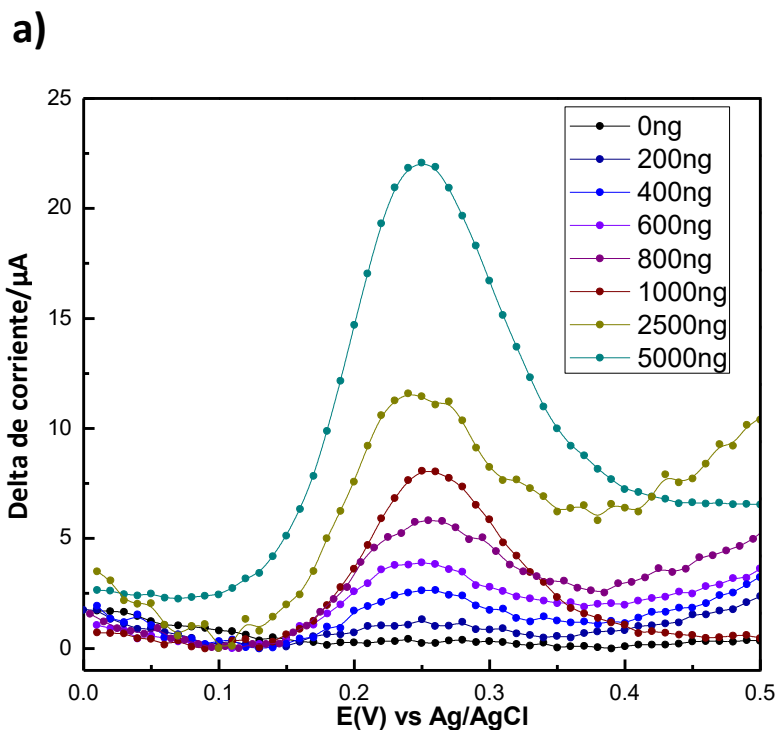 a)
25
20
15
10
5
0
Delta de corriente/µA
0ng
200ng
400ng
600ng
800ng
1000ng
2500ng
5000ng
0.0 0.1 0.2 0.3 0.4 0.5
E(V) vs Ag/AgCl